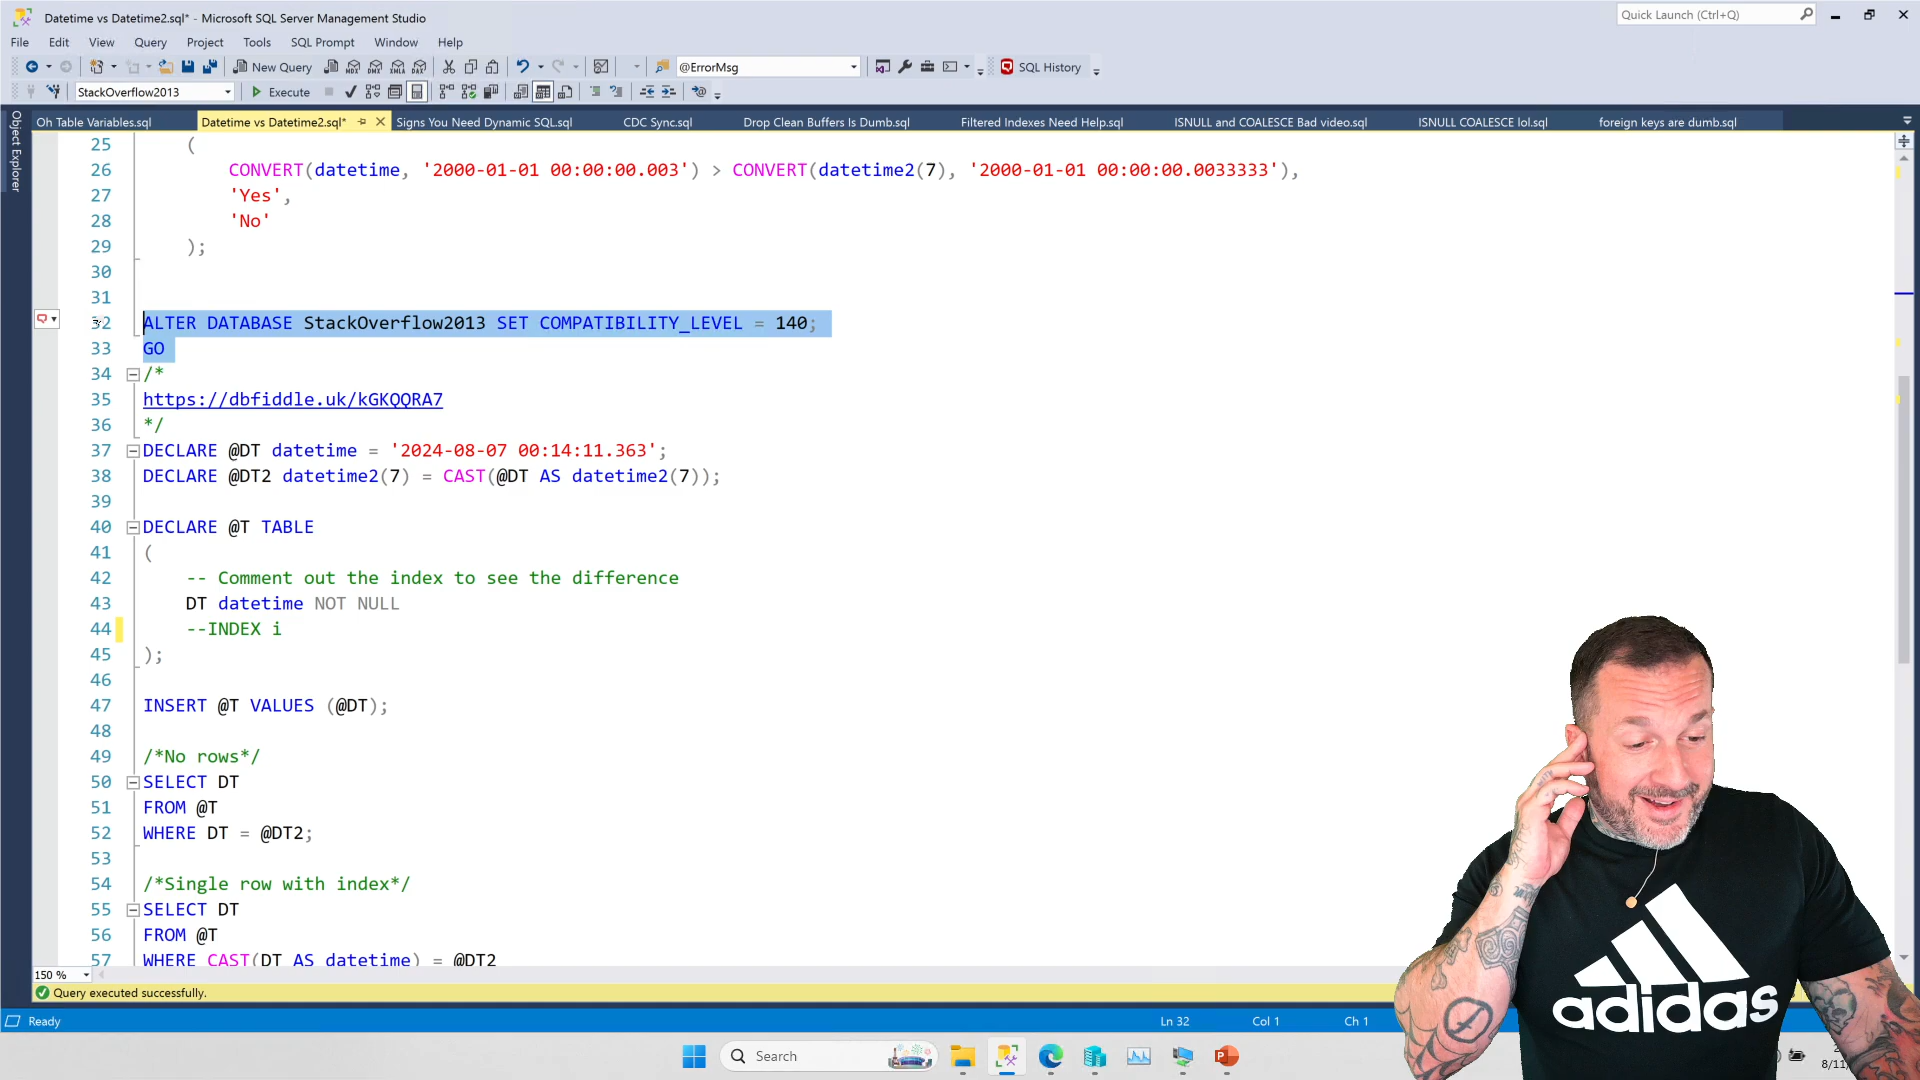 Datetime vs Datetime2.sql* - Microsoft SQL Server Management Studio
Quick Launch (Ctrl+Q)
File Edit View Query Project Tools SQL Prompt Window Help
New Query MDX DMX XMLA DAX @ErrorMsg SQL History
StackOverflow2013 Execute
Oh Table Variables.sql Datetime vs Datetime2.sql* Signs You Need Dynamic SQL.sql CDC Sync.sql Drop Clean Buffers Is Dumb.sql Filtered Indexes Need Help.sql ISNULL and COALESCE Bad video.sql ISNULL COALESCE lol.sql foreign keys are dumb.sql
Object Explorer
25 (
26 CONVERT(datetime, '2000-01-01 00:00:00.003') > CONVERT(datetime2(7), '2000-01-01 00:00:00.0033333'),
27 'Yes',
28 'No'
29 );
30
31
32 ALTER DATABASE StackOverflow2013 SET COMPATIBILITY_LEVEL = 140;
33 GO
34 /*
35 https://dbfiddle.uk/kGKQQRA7
36 */
37 DECLARE @DT datetime = '2024-08-07 00:14:11.363';
38 DECLARE @DT2 datetime2(7) = CAST(@DT AS datetime2(7));
39
40 DECLARE @T TABLE
41 (
42 -- Comment out the index to see the difference
43 DT datetime NOT NULL
44 --INDEX i
45 );
46
47 INSERT @T VALUES (@DT);
48
49 /*No rows*/
50 SELECT DT
51 FROM @T
52 WHERE DT = @DT2;
53
54 /*Single row with index*/
55 SELECT DT
56 FROM @T
57 WHERE CAST(DT AS datetime) = @DT2
150 %
Query executed successfully.
Ready Ln 32 Col 1 Ch 1
Search
8/11/
adidas